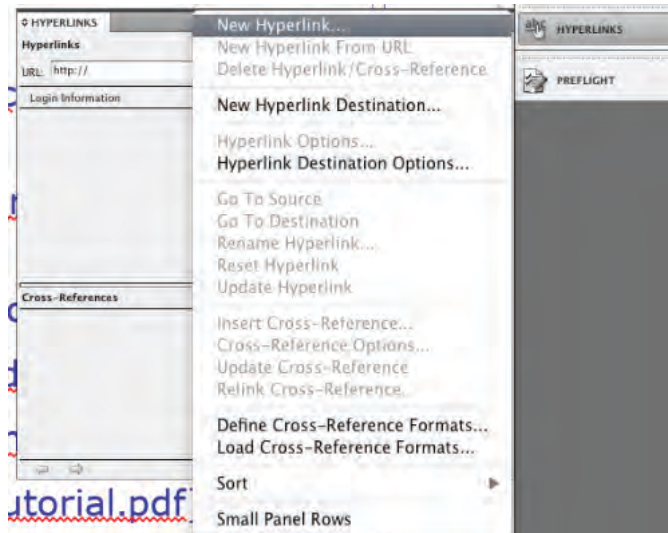 HYPERLINKS
Hyperlinks
URL: http://
Login Information
Cross-References
utorial.pdf
New Hyperlink...
New Hyperlink From URL
Delete Hyperlink/Cross-Reference
New Hyperlink Destination...
Hyperlink Options...
Hyperlink Destination Options...
Go To Source
Go To Destination
Rename Hyperlink...
Reset Hyperlink
Update Hyperlink
Insert Cross-Reference...
Cross-Reference Options...
Update Cross-Reference
Relink Cross-Reference...
Define Cross-Reference Formats...
Load Cross-Reference Formats...
Sort
Small Panel Rows
HYPERLINKS
PREFLIGHT